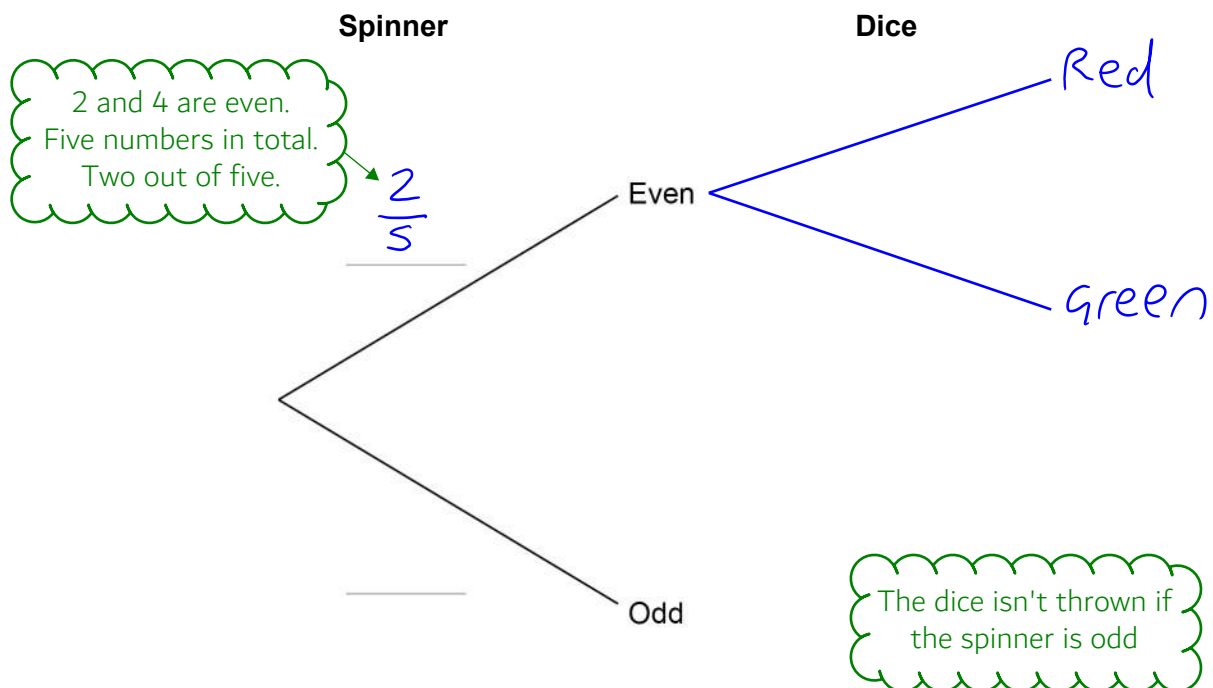 Spinner
Dice
Red
2 and 4 are even.
Five numbers in total.
Two out of five.
2
5
Even
Green
Odd
The dice isn't thrown if
the spinner is odd